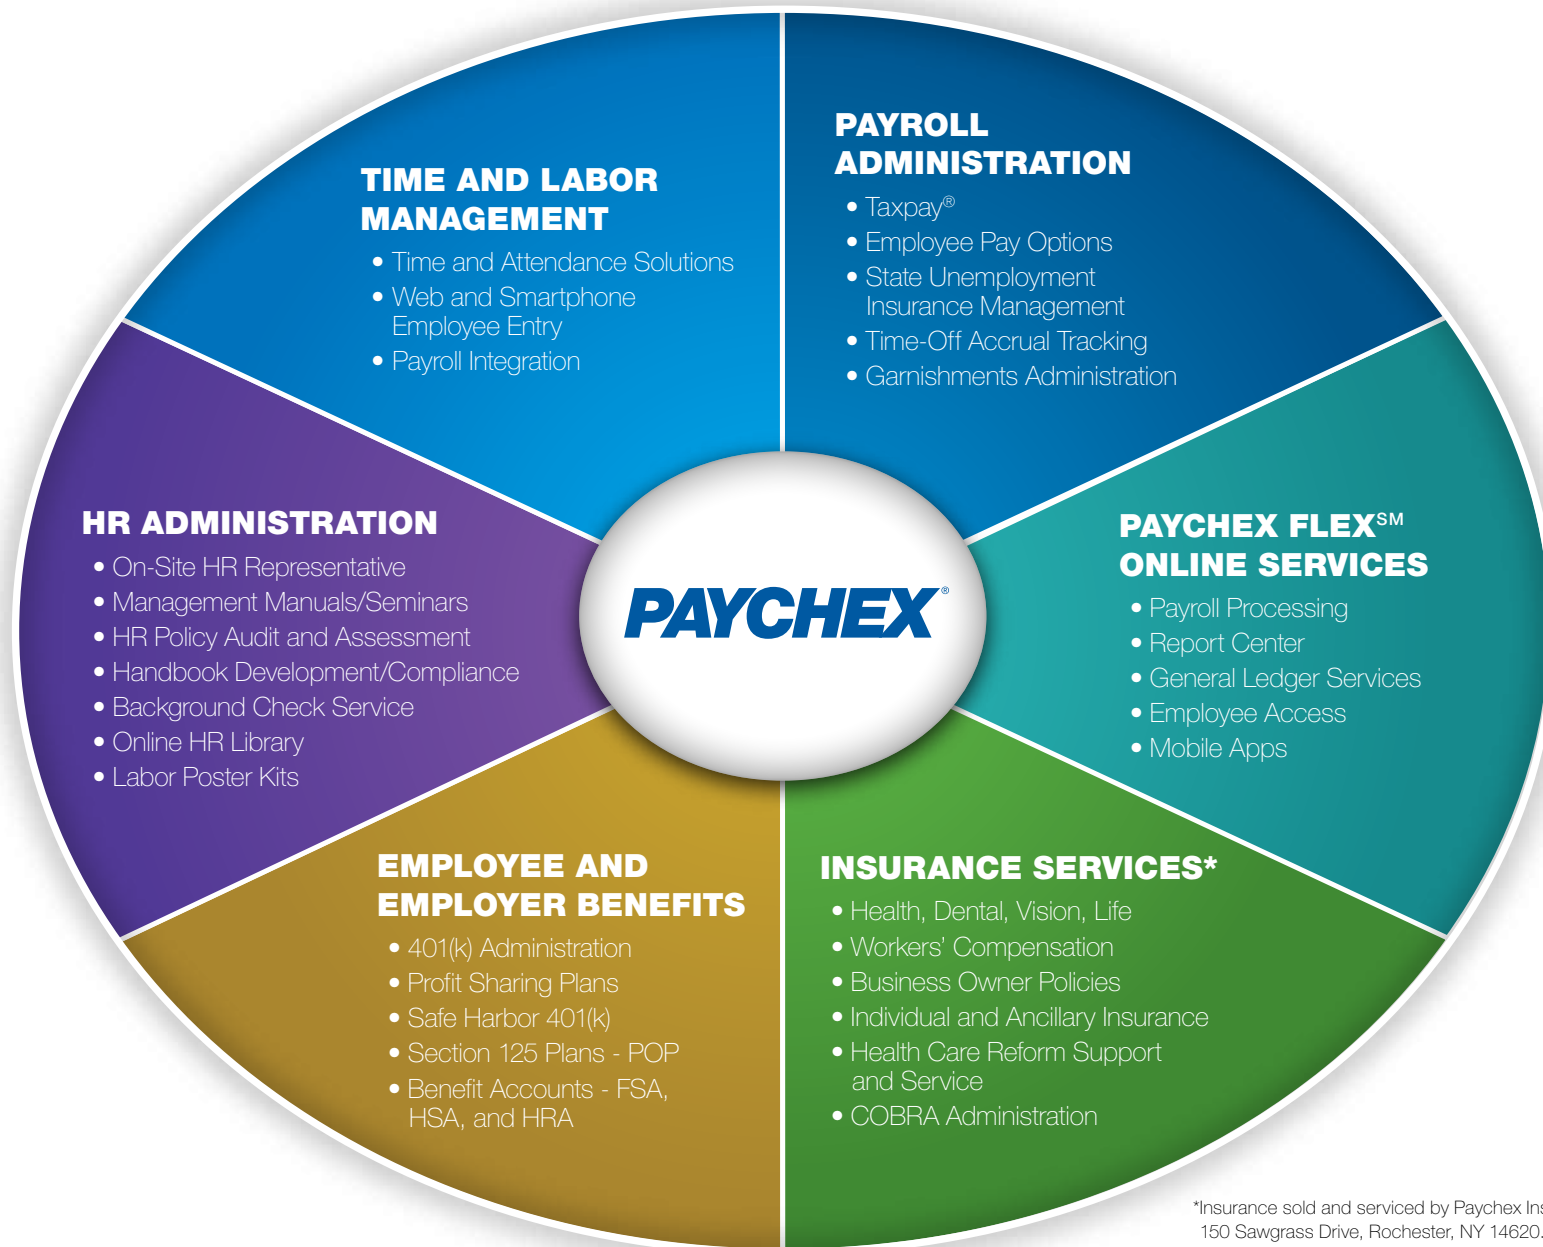 TIME AND LABOR
MANAGEMENT
• Time and Attendance Solutions
• Web and Smartphone
Employee Entry
• Payroll Integration
PAYROLL
ADMINISTRATION
• Taxpay®
• Employee Pay Options
• State Unemployment
Insurance Management
• Time-Off Accrual Tracking
• Garnishments Administration
HR ADMINISTRATION
• On-Site HR Representative
• Management Manuals/Seminars
• HR Policy Audit and Assessment
• Handbook Development/Compliance
• Background Check Service
• Online HR Library
• Labor Poster Kits
PAYCHEX®
PAYCHEX FLEX℠
ONLINE SERVICES
• Payroll Processing
• Report Center
• General Ledger Services
• Employee Access
• Mobile Apps
EMPLOYEE AND
EMPLOYER BENEFITS
• 401(k) Administration
• Profit Sharing Plans
• Safe Harbor 401(k)
• Section 125 Plans - POP
• Benefit Accounts - FSA,
HSA, and HRA
INSURANCE SERVICES*
• Health, Dental, Vision, Life
• Workers’ Compensation
• Business Owner Policies
• Individual and Ancillary Insurance
• Health Care Reform Support
and Service
• COBRA Administration
*Insurance sold and serviced by Paychex
150 Sawgrass Drive, Rochester, NY 14620.